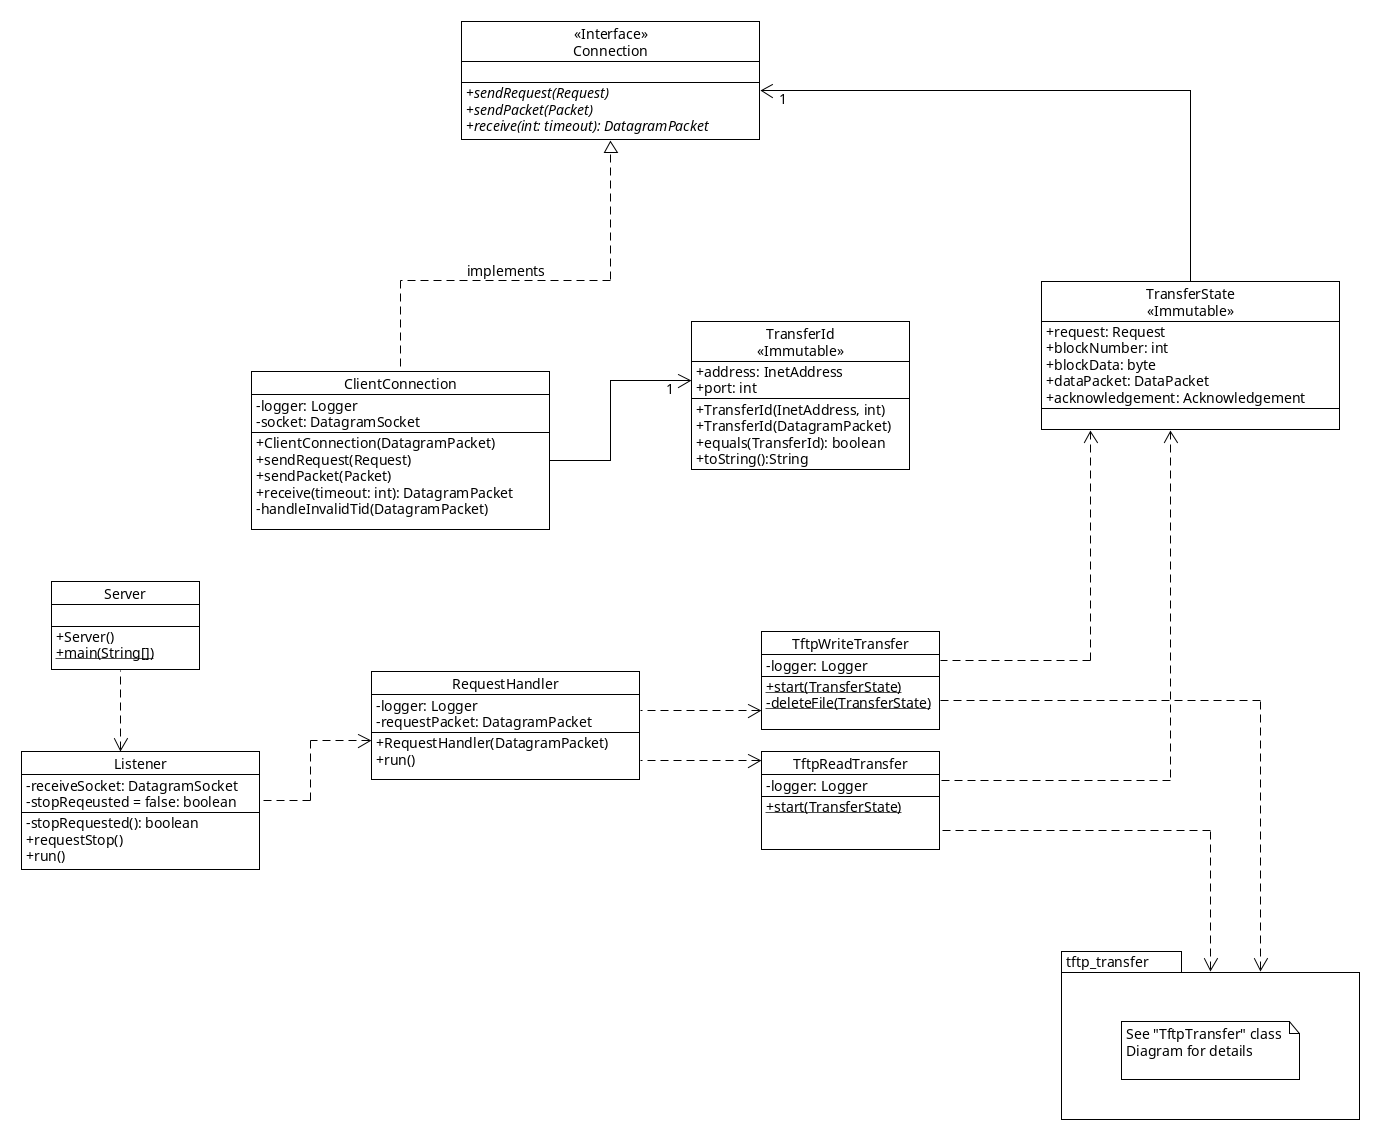 «Interface»
Connection
+sendRequest(Request)
+sendPacket(Packet)
+receive(int: timeout): DatagramPacket
1
implements
TransferState
«Immutable»
+request: Request
+blockNumber: int
+blockData: byte
+dataPacket: DataPacket
+acknowledgement: Acknowledgement
TransferId
«Immutable»
+address: InetAddress
+port: int
+TransferId(InetAddress, int)
+TransferId(DatagramPacket)
+equals(TransferId): boolean
+toString():String
1
ClientConnection
-logger: Logger
-socket: DatagramSocket
+ClientConnection(DatagramPacket)
+sendRequest(Request)
+sendPacket(Packet)
+receive(timeout: int): DatagramPacket
-handleInvalidTid(DatagramPacket)
Server
+Server()
+main(String[])
TftpWriteTransfer
-logger: Logger
+start(TransferState)
-deleteFile(TransferState)
RequestHandler
-logger: Logger
-requestPacket: DatagramPacket
+RequestHandler(DatagramPacket)
+run()
Listener
-receiveSocket: DatagramSocket
-stopReqeusted = false: boolean
-stopRequested(): boolean
+requestStop()
+run()
TftpReadTransfer
-logger: Logger
+start(TransferState)
tftp_transfer
See "TftpTransfer" class
Diagram for details